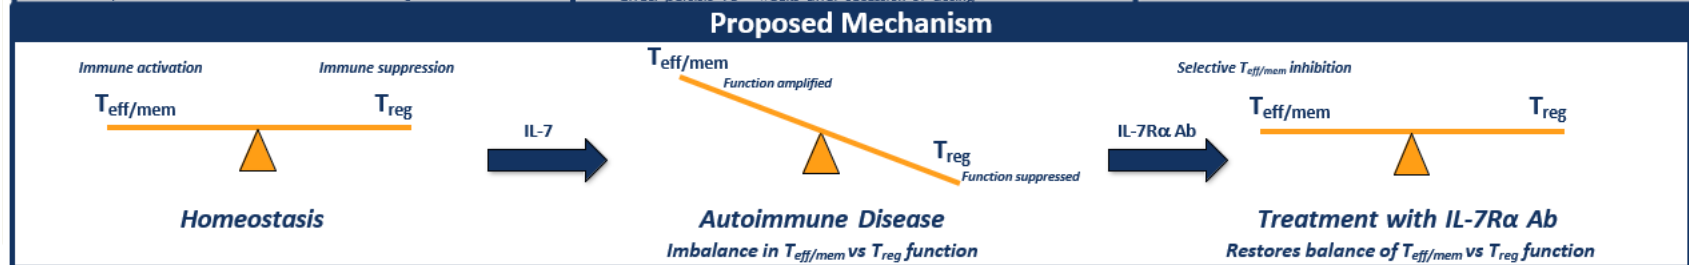 Proposed Mechanism
Immune activation
Immune suppression
Teff/mem
Treg
Homeostasis
IL-7
Teff/mem
Function amplified
Treg
Function suppressed
Autoimmune Disease
Imbalance in Teff/mem vs Treg function
IL-7Rα Ab
Selective Teff/mem inhibition
Teff/mem
Treg
Treatment with IL-7Rα Ab
Restores balance of Teff/mem vs Treg function